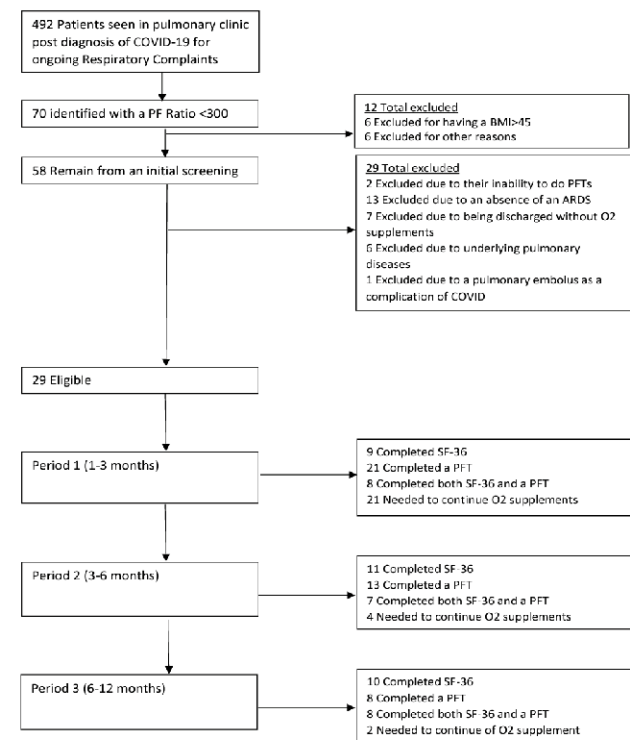 492 Patients seen in pulmonary clinic
post diagnosis of COVID-19 for
ongoing Respiratory Complaints
70 identified with a PF Ratio <300
12 Total excluded
6 Excluded for having a BMI>45
6 Excluded for other reasons
58 Remain from an initial screening
29 Total excluded
2 Excluded due to their inability to do PFTs
13 Excluded due to an absence of an ARDS
7 Excluded due to being discharged without O2
supplements
6 Excluded due to underlying pulmonary
diseases
1 Excluded due to a pulmonary embolus as a
complication of COVID
29 Eligible
Period 1 (1-3 months)
9 Completed SF-36
21 Completed a PFT
8 Completed both SF-36 and a PFT
21 Needed to continue O2 supplements
Period 2 (3-6 months)
11 Completed SF-36
13 Completed a PFT
7 Completed both SF-36 and a PFT
4 Needed to continue O2 supplements
Period 3 (6-12 months)
10 Completed SF-36
8 Completed a PFT
8 Completed both SF-36 and a PFT
2 Needed to continue of O2 supplement